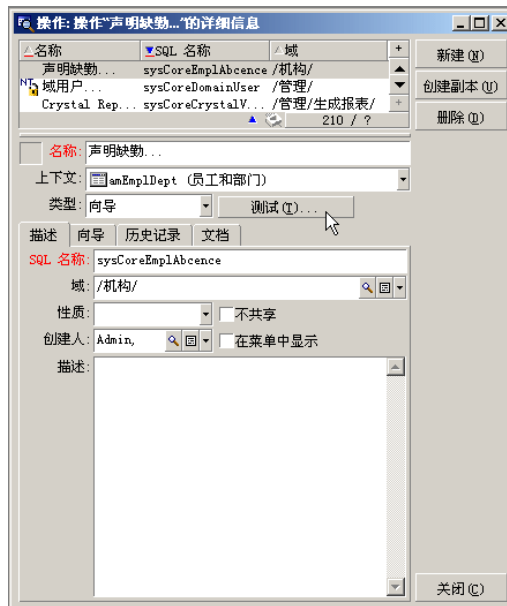 操作: 操作“声明缺勤...”的详细信息
名称 SQL 名称 域 +
声明缺勤... sysCoreEmplAbcence /机构/
NT 域用户... sysCoreDomainUser /管理/
Crystal Rep... sysCoreCrystalV... /管理/生成报表/ +
210 / ?
新建(N)
创建副本(U)
删除(D)
名称: 声明缺勤...
上下文: amEmplDept (员工和部门)
类型: 向导 测试(T)...
描述 向导 历史记录 文档
SQL 名称: sysCoreEmplAbcence
域: /机构/
性质: 不共享
创建人: Admin, 在菜单中显示
描述:
关闭(C)